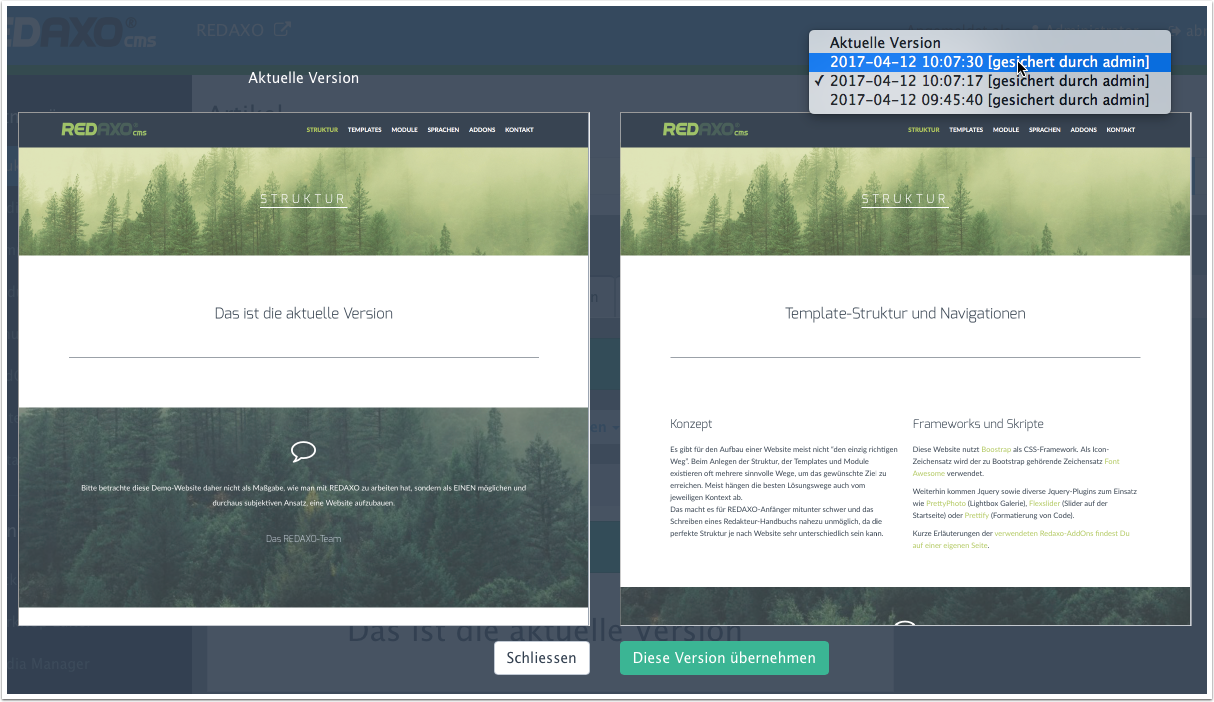 REDAXO cms
REDAXO
Aktuelle Version
2017-04-12 10:07:30 [gesichert durch admin]
✓ 2017-04-12 10:07:17 [gesichert durch admin]
2017-04-12 09:45:40 [gesichert durch admin]
Aktuelle Version
Artikel
REDAXO cms
STRUKTUR TEMPLATES MODULE SPRACHEN ADDONS KONTAKT
STRUKTUR
Das ist die aktuelle Version
Bitte betrachte diese Demo-Website daher nicht als Maßgabe, wie man mit REDAXO zu arbeiten hat, sondern als EINEN möglichen und
durchaus subjektiven Ansatz, eine Website aufzubauen
Das REDAXO-Team
REDAXO cms
STRUKTUR TEMPLATES MODULE SPRACHEN ADDONS KONTAKT
STRUKTUR
Template-Struktur und Navigationen
Konzept
Es gibt für den Aufbau einer Website meist nicht "den einzig richtigen
Weg". Beim Anlegen der Struktur, der Templates und Module
existieren oft mehrere sinnvolle Wege, um das gewünschte Ziel zu
erreichen. Meist hängen die besten Lösungswege auch vom
jeweiligen Kontext ab.
Das macht es für REDAXO-Anfänger mitunter schwer und das
Schreiben eines Redakteur-Handbuchs nahezu unmöglich, da die
perfekte Struktur je nach Website sehr unterschiedlich sein kann.
Frameworks und Skripte
Diese Website nutzt Boostrap als CSS-Framework. Als Icon-
Zeichensatz wird der zu Bootstrap gehörende Zeichensatz Font
Awesome verwendet.
Weiterhin kommen Jquery sowie diverse Jquery-Plugins zum Einsatz
wie PrettyPhoto (Lightbox Galerie), Flexslider (Slider auf der
Startseite) oder Prettify (Formatierung von Code).
Kurze Erläuterungen der verwendeten Redaxo-AddOns findest Du
auf einer eigenen Seite.
Das ist die aktuelle Version
Schliessen
Diese Version übernehmen
dia Manager